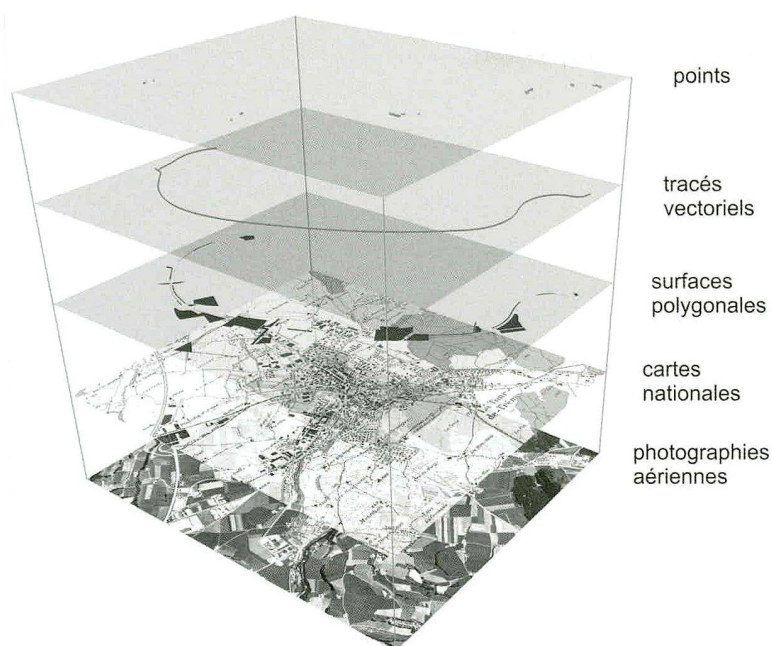 points
tracés
vectoriels
surfaces
polygonales
cartes
nationales
photographies
aériennes